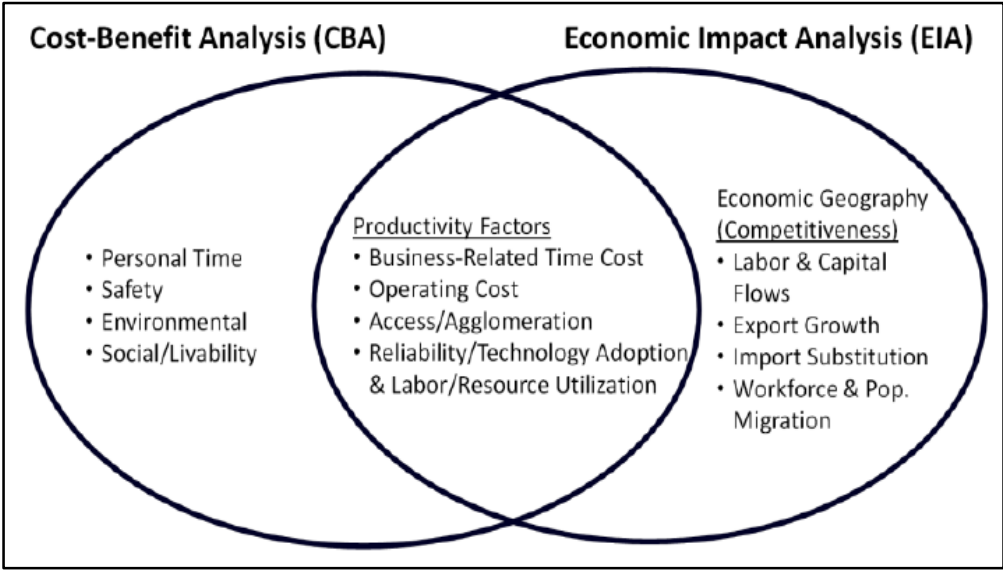 Cost-Benefit Analysis (CBA)
Economic Impact Analysis (EIA)
• Personal Time
• Safety
• Environmental
• Social/Livability
Productivity Factors
• Business-Related Time Cost
• Operating Cost
• Access/Agglomeration
• Reliability/Technology Adoption
& Labor/Resource Utilization
Economic Geography
(Competitiveness)
• Labor & Capital
Flows
• Export Growth
• Import Substitution
• Workforce & Pop.
Migration